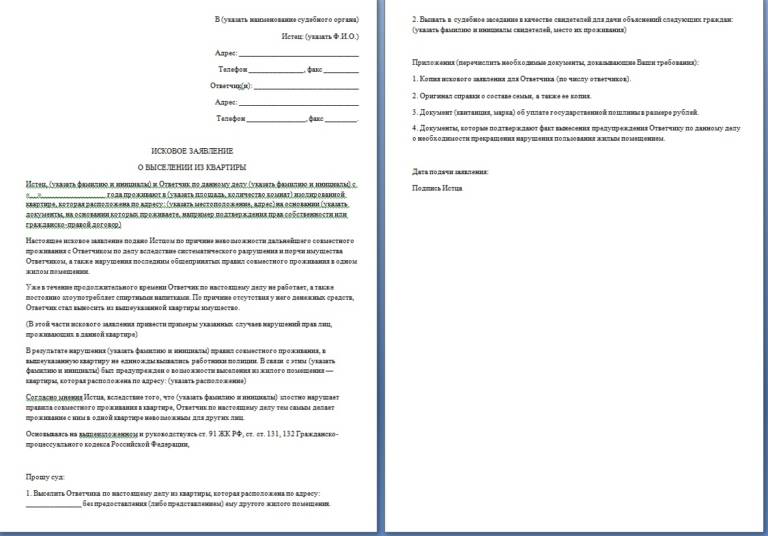 В (указать наименование судебного органа)
Истец: (указать Ф.И.О.)
Адрес: ______________________________
Телефон ______________, факс _________
Ответчик(и): __________________________
Адрес: ______________________________
Телефон ______________, факс ________.
ИСКОВОЕ ЗАЯВЛЕНИЕ
О ВЫСЕЛЕНИИ ИЗ КВАРТИРЫ
Истец, (указать фамилию и инициалы) и Ответчик по данному делу (указать фамилию и инициалы) с
«__»________________ года проживают в (указать площадь, количество комнат) изолированной
квартире, которая расположена по адресу: (указать местоположение, адрес) на основании (указать
документы, на основании которых проживаете, например подтверждения прав собственности или
гражданско-правой договор)
Настоящее исковое заявление подано Истцом по причине невозможности дальнейшего совместного
проживания с Ответчиком по делу вследствие систематического разрушения и порчи имущества
Ответчиком, а также нарушения последним общепринятых правил совместного проживания в одном
жилом помещении.
Уже в течение продолжительного времени Ответчик по настоящему делу не работает, а также
постоянно злоупотребляет спиртными напитками. По причине отсутствия у него денежных средств,
Ответчик стал выносить из вышеуказанной квартиры имущество.
(В этой части искового заявления привести примеры указанных случаев нарушений прав лиц,
проживающих в данной квартире)
В результате нарушения (указать фамилию и инициалы) правил совместного проживания, в
вышеуказанную квартиру не единожды вызывались работники полиции. В связи с этим (указать
фамилию и инициалы) был предупрежден о возможности выселения из жилого помещения —
квартиры, которая расположена по адресу: (указать расположение)
Согласно мнения Истца, вследствие того, что (указать фамилию и инициалы) злостно нарушает
правила совместного проживания в квартире, Ответчик по настоящему делу тем самым делает
проживание с ним в одной квартире невозможным для других лиц.
Основываясь на вышеизложенном и руководствуясь ст. 91 ЖК РФ, ст. ст. 131, 132 Гражданско-
процессуального кодекса Российской Федерации,
Прошу суд:
1. Выселить Ответчика по настоящему делу из квартиры, которая расположена по адресу:
______________ без предоставления (либо представлением) ему другого жилого помещения.
2. Вызвать в судебное заседание в качестве свидетелей для дачи объяснений следующих граждан:
(указать фамилию и инициалы свидетелей, место их проживания)
Приложения (перечислить необходимые документы, доказывающие Ваши требования):
1. Копия искового заявления для Ответчика (по числу ответчиков).
2. Оригинал справки о составе семьи, а также ее копия.
3. Документ (квитанция, марка) об уплате государственной пошлины в размере рублей.
4. Документы, которые подтверждают факт вынесения предупреждения Ответчику по данному делу
о необходимости прекращения нарушения пользования жилым помещением.
Дата подачи заявления:
Подпись Истца